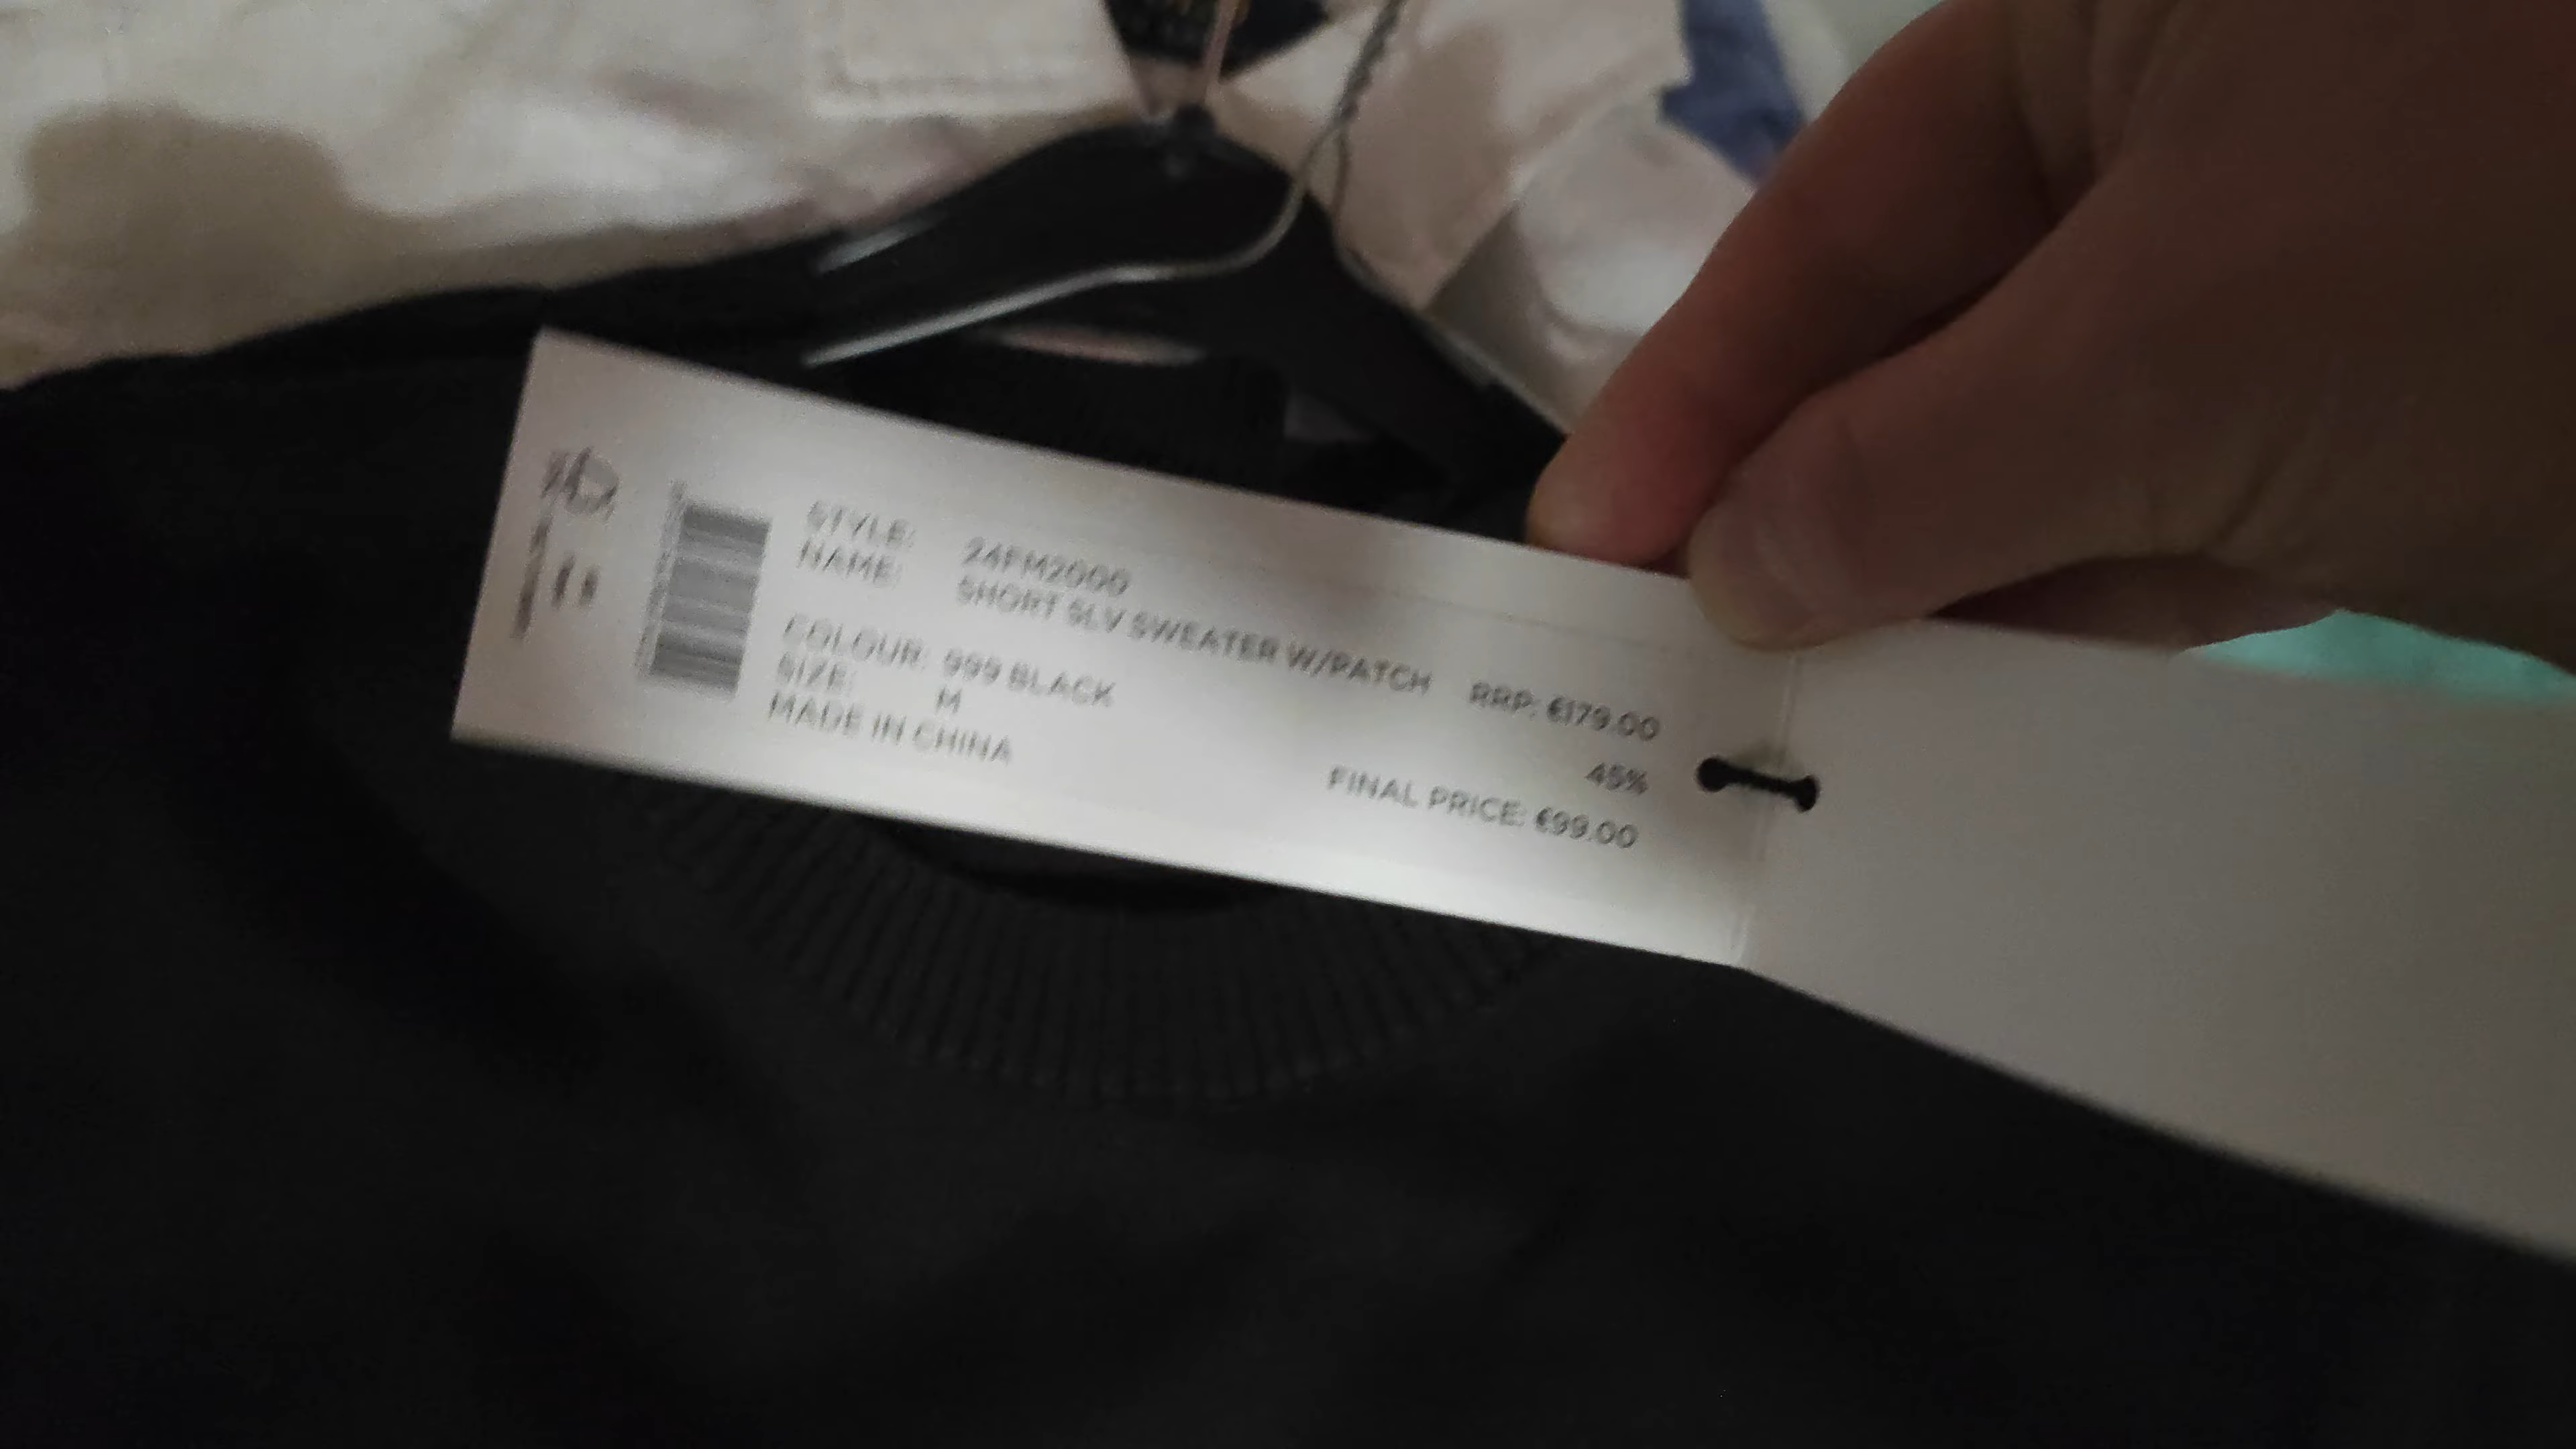 STYLE: 24FM2000
NAME: SHORT SLV SWEATER W/PATCH
COLOUR: 999 BLACK
SIZE: M
MADE IN CHINA
RRP: €179.00
45%
FINAL PRICE: €99.00